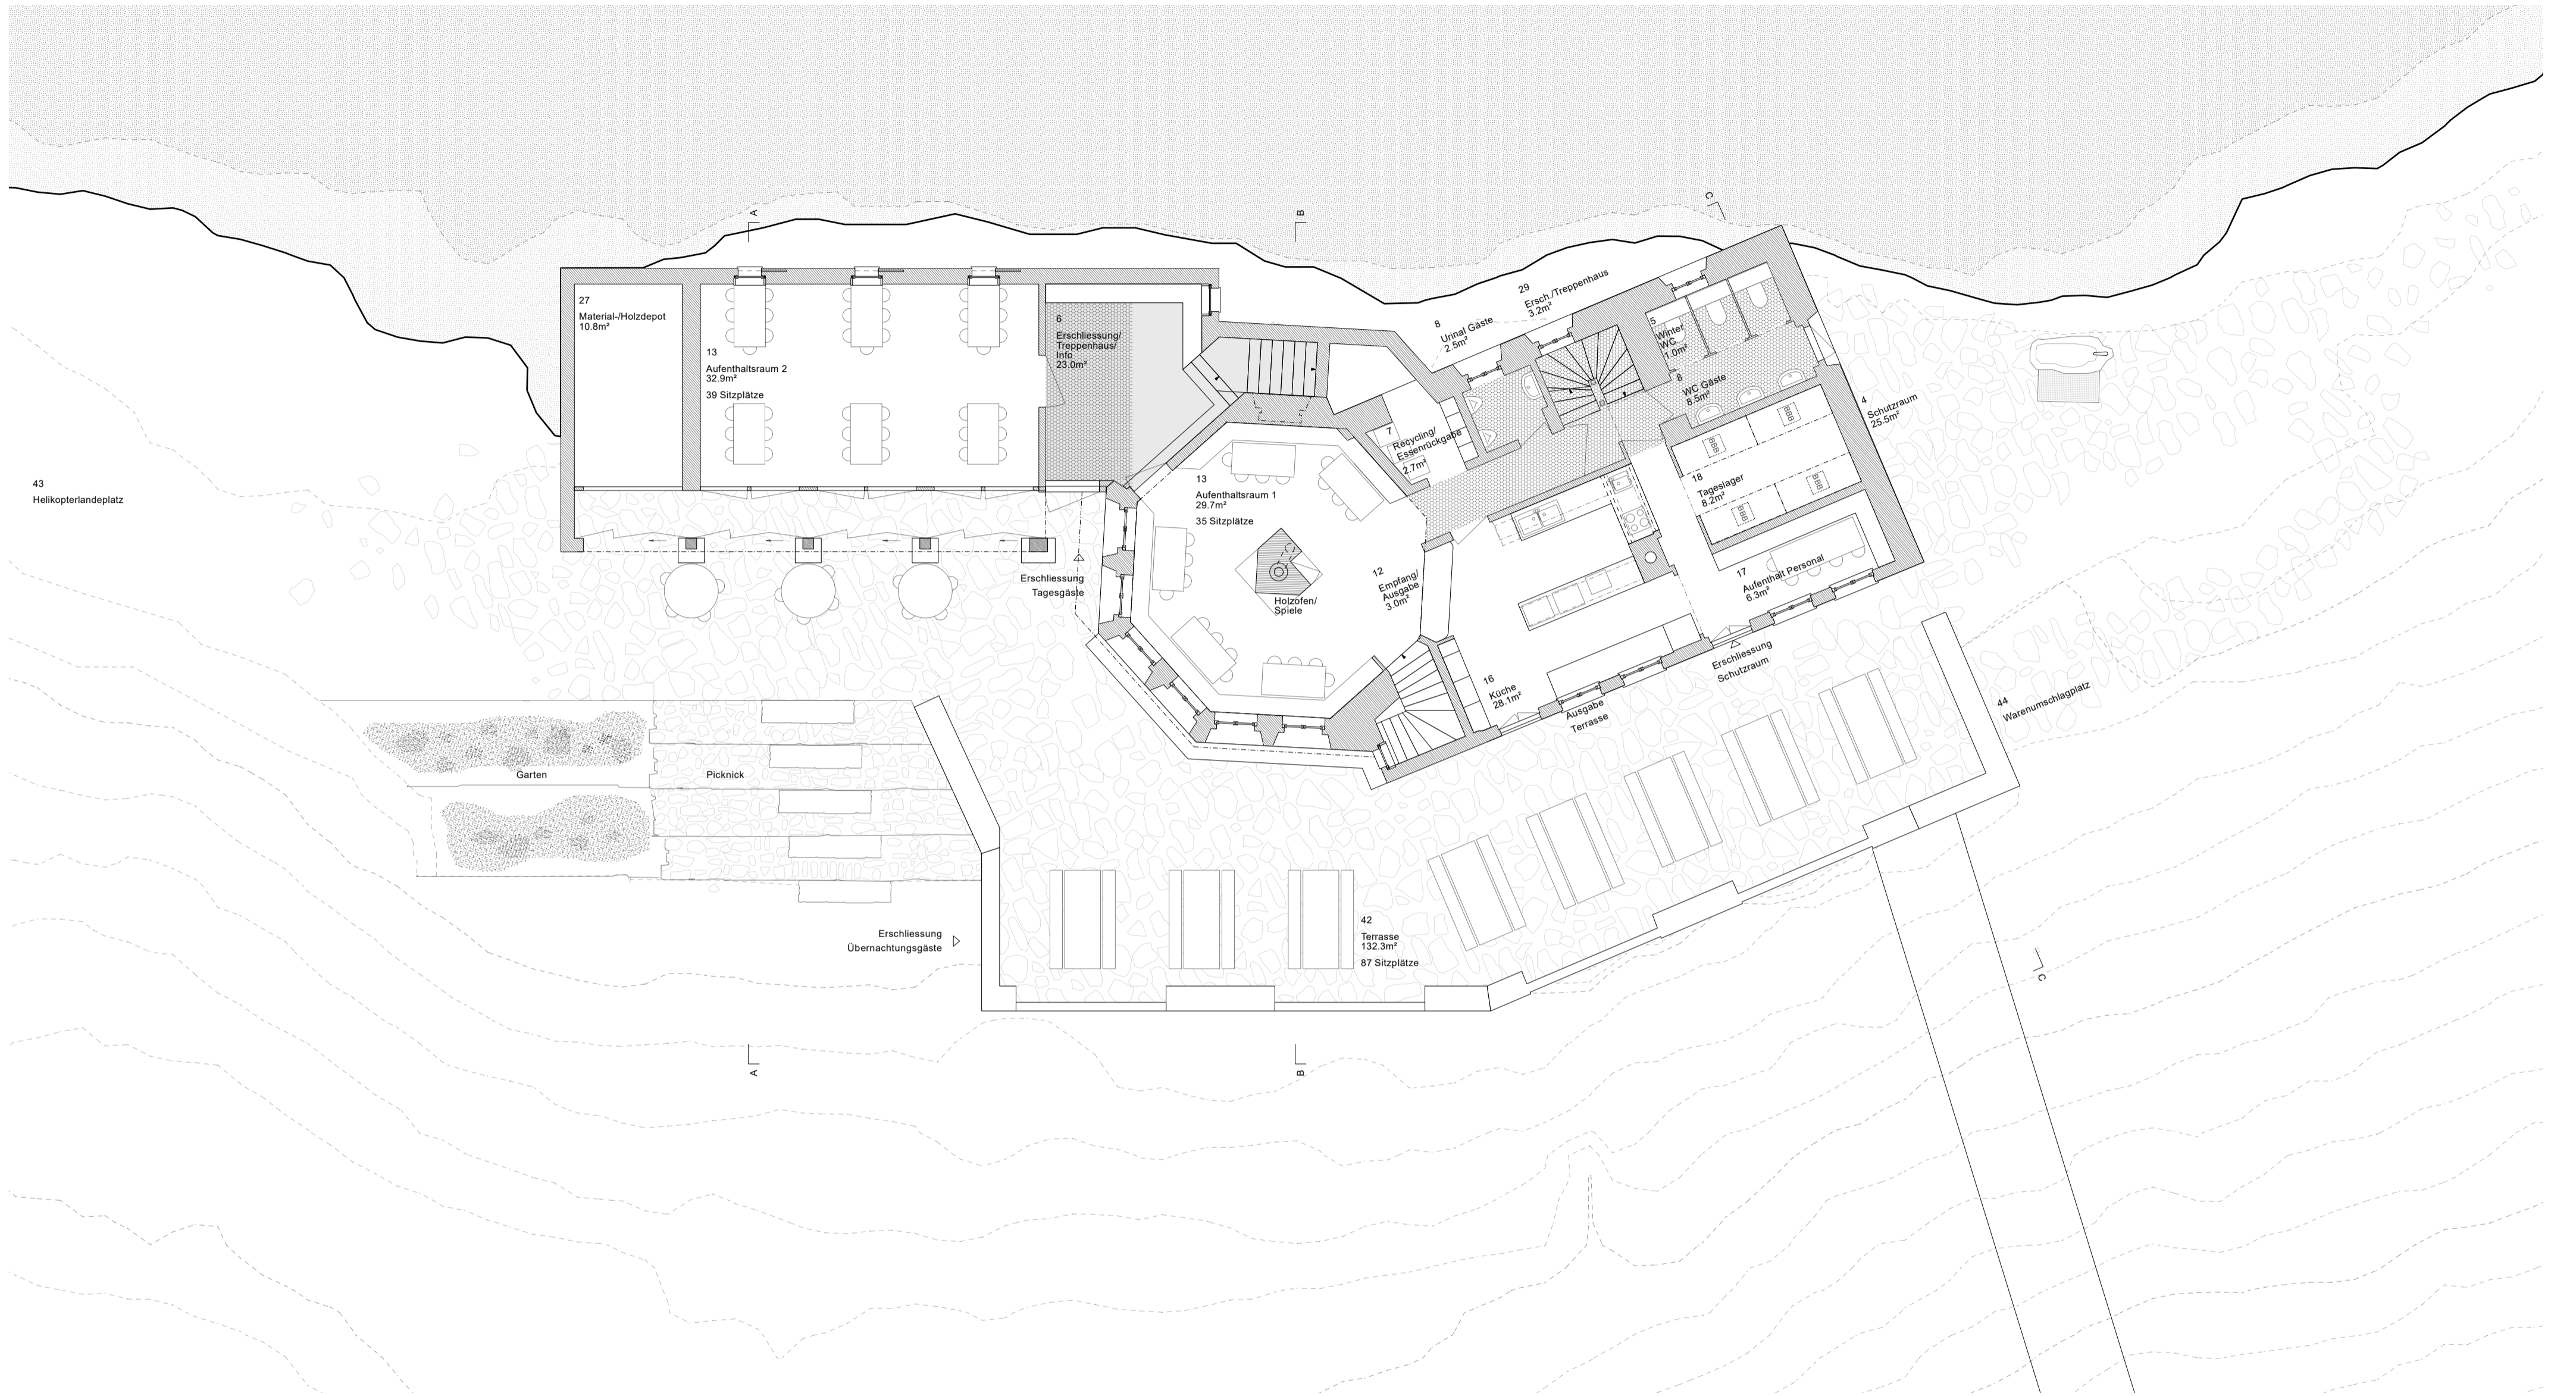 A
B
C
29
Ersch./Treppenhaus
3.2m²
8
Urinal Gäste
2.5m²
5
Winter
WC
1.0m²
8
WC Gäste
8.5m²
4
Schutzraum
25.5m²
27
Material-/Holzdepot
10.8m²
13
Aufenthaltsraum 2
32.9m²
39 Sitzplätze
6
Erschliessung/
Treppenhaus/
Info
23.0m²
7
Recycling/
Essenrückgabe
2.7m²
43
Helikopterlandeplatz
13
Aufenthaltsraum 1
29.7m²
35 Sitzplätze
18
Tageslager
8.2m²
BBB
BBB
BBB
BBB
17
Aufenthalt Personal
6.3m²
12
Empfang/
Ausgabe
3.0m²
Holzofen/
Spiele
Erschliessung
Tagesgäste
Erschliessung
Schutzraum
16
Küche
28.1m²
Ausgabe
Terrasse
44
Warenumschlagplatz
Garten
Picknick
Erschliessung
Übernachtungsgäste
42
Terrasse
132.3m²
87 Sitzplätze
C
A
B